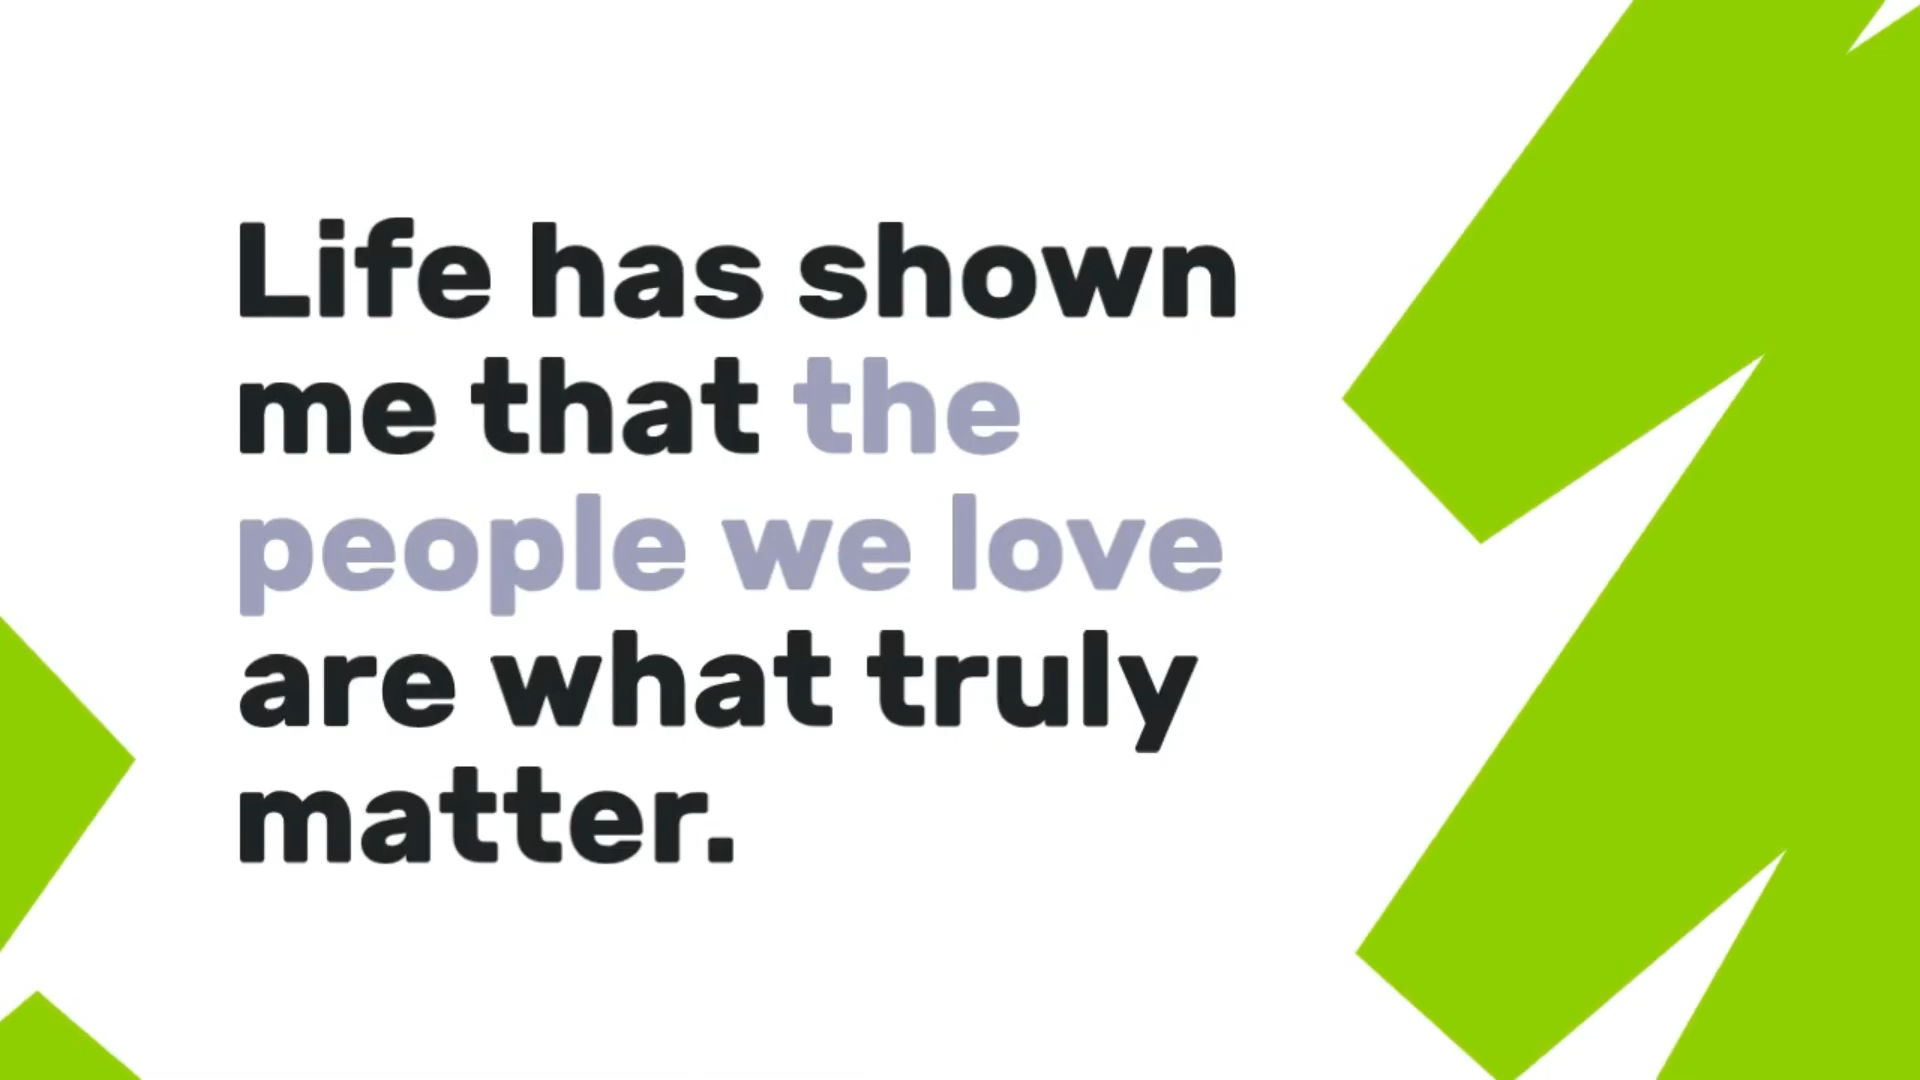 Life has shown
me that the
people we love
are what truly
matter.